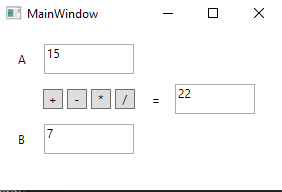 MainWindow
A 15
+ - * / = 22
B 7